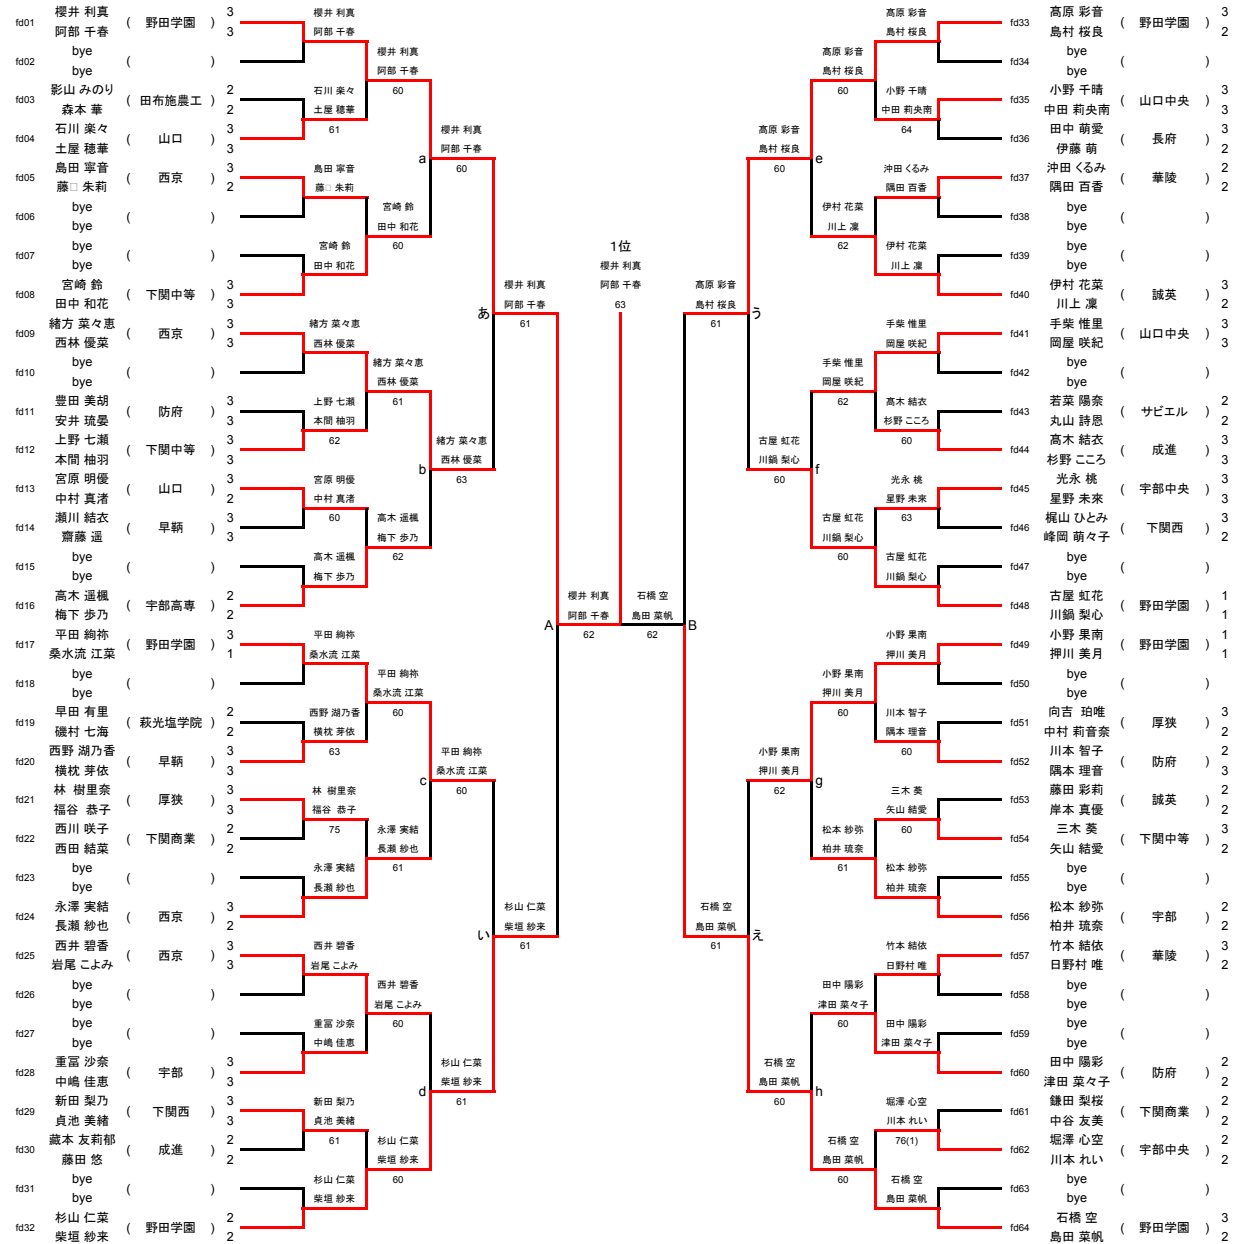 fd01 櫻井 利真 阿部 千春 ( 野田学園 ) 3 3
fd02 bye bye ( )
fd03 影山 みのり 森本 華 ( 田布施農工 ) 2 2
fd04 石川 楽々 土屋 穂華 ( 山口 ) 3 3
fd05 島田 寧音 藤□ 朱莉 ( 西京 ) 3 2
fd06 bye bye ( )
fd07 bye bye ( )
fd08 宮崎 鈴 田中 和花 ( 下関中等 ) 3 3
fd09 緒方 菜々恵 西林 優菜 ( 西京 ) 3 3
fd10 bye bye ( )
fd11 豊田 美胡 安井 琉晏 ( 防府 ) 3 3
fd12 上野 七瀬 本間 柚羽 ( 下関中等 ) 3 3
fd13 宮原 明優 中村 真渚 ( 山口 ) 3 2
fd14 瀬川 結衣 齋藤 遥 ( 早鞆 ) 3 3
fd15 bye bye ( )
fd16 高木 遥楓 梅下 歩乃 ( 宇部高専 ) 2 2
fd17 平田 絢祢 桑水流 江菜 ( 野田学園 ) 3 1
fd18 bye bye ( )
fd19 早田 有里 磯村 七海 ( 萩光塩学院 ) 2 2
fd20 西野 湖乃香 横枕 芽依 ( 早鞆 ) 3 3
fd21 林 樹里奈 福谷 恭子 ( 厚狭 ) 3 3
fd22 西川 咲子 西田 結菜 ( 下関商業 ) 2 2
fd23 bye bye ( )
fd24 永澤 実結 長瀬 紗也 ( 西京 ) 3 2
fd25 西井 碧香 岩尾 こよみ ( 西京 ) 3 3
fd26 bye bye ( )
fd27 bye bye ( )
fd28 重冨 沙奈 中嶋 佳恵 ( 宇部 ) 3 3
fd29 新田 梨乃 貞池 美緒 ( 下関西 ) 3 3
fd30 藏本 友莉郁 藤田 悠 ( 成進 ) 2 2
fd31 bye bye ( )
fd32 杉山 仁菜 柴垣 紗来 ( 野田学園 ) 2 2
櫻井 利真
阿部 千春
石川 楽々
土屋 穂華
61
島田 寧音
藤□ 朱莉
宮崎 鈴
田中 和花
緒方 菜々恵
西林 優菜
上野 七瀬
本間 柚羽
62
宮原 明優
中村 真渚
60
高木 遥楓
梅下 歩乃
平田 絢祢
桑水流 江菜
西野 湖乃香
横枕 芽依
63
林 樹里奈
福谷 恭子
75
永澤 実結
長瀬 紗也
西井 碧香
岩尾 こよみ
重冨 沙奈
中嶋 佳恵
新田 梨乃
貞池 美緒
61
杉山 仁菜
柴垣 紗来
櫻井 利真
阿部 千春
60
宮崎 鈴
田中 和花
60
緒方 菜々恵
西林 優菜
61
高木 遥楓
梅下 歩乃
62
平田 絢祢
桑水流 江菜
60
永澤 実結
長瀬 紗也
61
西井 碧香
岩尾 こよみ
60
杉山 仁菜
柴垣 紗来
60
a
櫻井 利真
阿部 千春
60
b
緒方 菜々恵
西林 優菜
63
c
平田 絢祢
桑水流 江菜
60
d
杉山 仁菜
柴垣 紗来
61
あ
櫻井 利真
阿部 千春
61
い
杉山 仁菜
柴垣 紗来
61
A
櫻井 利真
阿部 千春
62
1位
櫻井 利真
阿部 千春
63
石橋 空
島田 菜帆
62
B
髙原 彩音
島村 桜良
61
う
石橋 空
島田 菜帆
61
え
髙原 彩音
島村 桜良
60
e
古屋 虹花
川鍋 梨心
60
f
小野 果南
押川 美月
62
g
石橋 空
島田 菜帆
60
h
髙原 彩音
島村 桜良
60
伊村 花菜
川上 凜
62
手柴 惟里
岡屋 咲紀
62
古屋 虹花
川鍋 梨心
60
小野 果南
押川 美月
60
松本 紗弥
柏井 琉奈
61
田中 陽彩
津田 菜々子
60
石橋 空
島田 菜帆
60
髙原 彩音
島村 桜良
小野 千晴
中田 莉央南
64
沖田 くるみ
隅田 百香
伊村 花菜
川上 凜
手柴 惟里
岡屋 咲紀
髙木 結衣
杉野 こころ
60
光永 桃
星野 未來
63
古屋 虹花
川鍋 梨心
小野 果南
押川 美月
川本 智子
隅本 理音
60
三木 葵
矢山 結愛
60
松本 紗弥
柏井 琉奈
竹本 結依
日野村 唯
田中 陽彩
津田 菜々子
堀澤 心空
川本 れい
76(1)
石橋 空
島田 菜帆
fd33 髙原 彩音 島村 桜良 ( 野田学園 ) 3 2
fd34 bye bye ( )
fd35 小野 千晴 中田 莉央南 ( 山口中央 ) 3 3
fd36 田中 萌愛 伊藤 萌 ( 長府 ) 3 2
fd37 沖田 くるみ 隅田 百香 ( 華陵 ) 2 2
fd38 bye bye ( )
fd39 bye bye ( )
fd40 伊村 花菜 川上 凜 ( 誠英 ) 3 2
fd41 手柴 惟里 岡屋 咲紀 ( 山口中央 ) 3 3
fd42 bye bye ( )
fd43 若菜 陽奈 丸山 詩恩 ( サビエル ) 2 2
fd44 髙木 結衣 杉野 こころ ( 成進 ) 3 3
fd45 光永 桃 星野 未來 ( 宇部中央 ) 3 3
fd46 梶山 ひとみ 峰岡 萌々子 ( 下関西 ) 3 2
fd47 bye bye ( )
fd48 古屋 虹花 川鍋 梨心 ( 野田学園 ) 1 1
fd49 小野 果南 押川 美月 ( 野田学園 ) 1 1
fd50 bye bye ( )
fd51 向吉 珀唯 中村 莉音奈 ( 厚狭 ) 3 2
fd52 川本 智子 隅本 理音 ( 防府 ) 2 3
fd53 藤田 彩莉 岸本 真優 ( 誠英 ) 2 2
fd54 三木 葵 矢山 結愛 ( 下関中等 ) 3 2
fd55 bye bye ( )
fd56 松本 紗弥 柏井 琉奈 ( 宇部 ) 2 2
fd57 竹本 結依 日野村 唯 ( 華陵 ) 3 2
fd58 bye bye ( )
fd59 bye bye ( )
fd60 田中 陽彩 津田 菜々子 ( 防府 ) 2 2
fd61 鎌田 梨桜 中谷 友美 ( 下関商業 ) 2 2
fd62 堀澤 心空 川本 れい ( 宇部中央 ) 2 2
fd63 bye bye ( )
fd64 石橋 空 島田 菜帆 ( 野田学園 ) 3 2